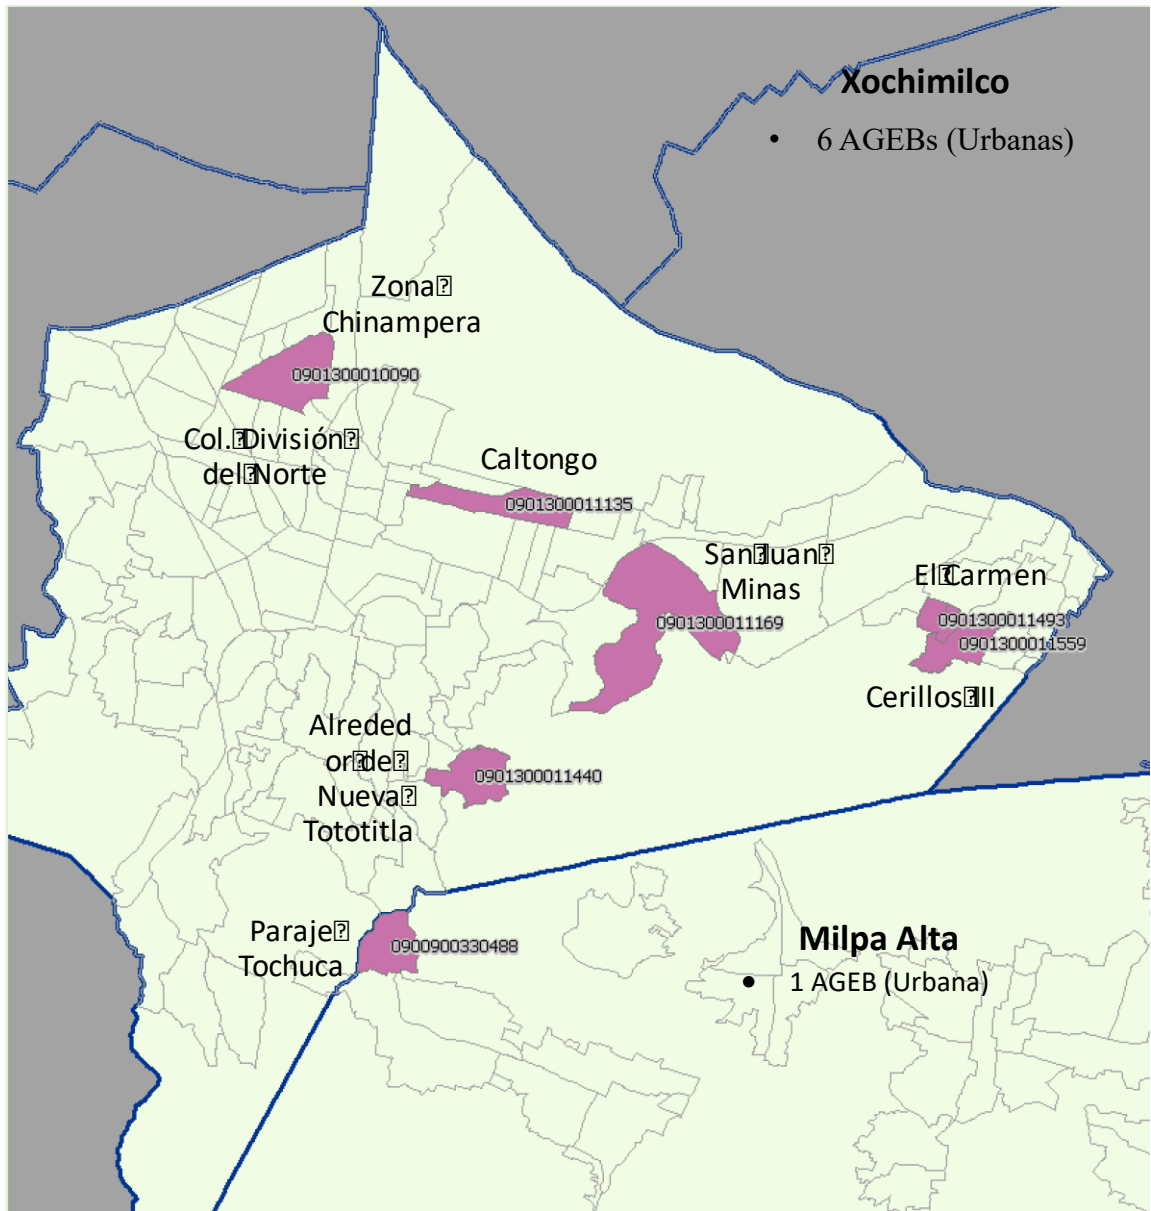 Xochimilco
• 6 AGEBs (Urbanas)
Zona
Chinampera
0901300010090
Col. División
del Norte
Caltongo
0901300011135
San Juan
Minas
0901300011169
El Carmen
0901300011493
0901300011559
Cerillos III
Alreded
or de
Nueva
Tototitla
0901300011440
Paraje
Tochuca
0900900330488
Milpa Alta
• 1 AGEB (Urbana)